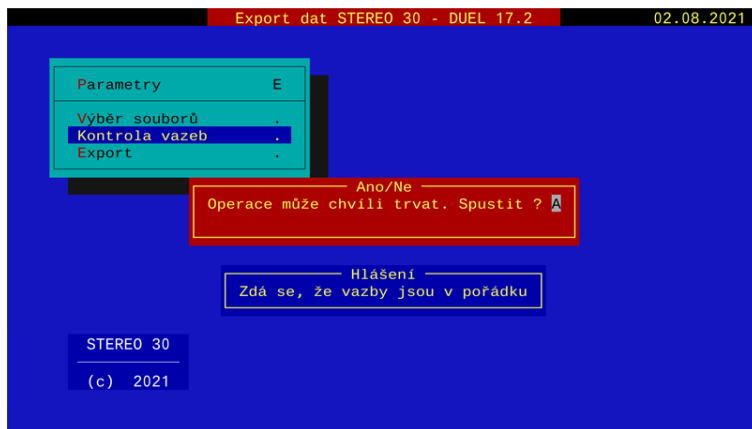 Export dat STEREO 30 - DUEL 17.2 02.08.2021
Parametry E
Výběr souborů .
Kontrola vazeb .
Export .
Ano/Ne
Operace může chvíli trvat. Spustit ? A
Hlášení
Zdá se, že vazby jsou v pořádku
STEREO 30
(c) 2021